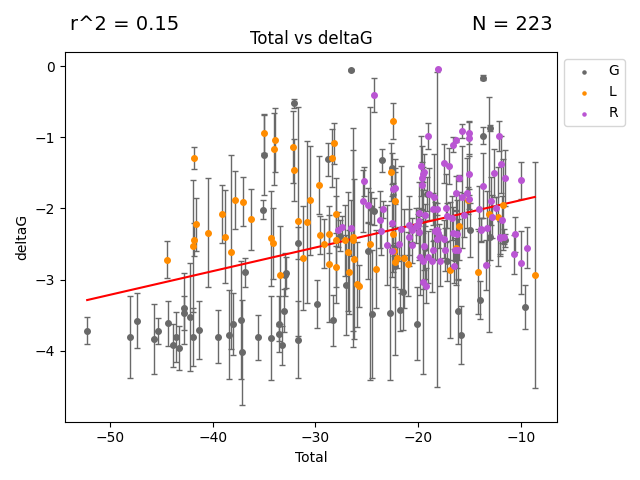 r^2 = 0.15
N = 223
Total vs deltaG
G
L
R
0
−1
−2
−3
−4
deltaG
−50 −40 −30 −20 −10
Total